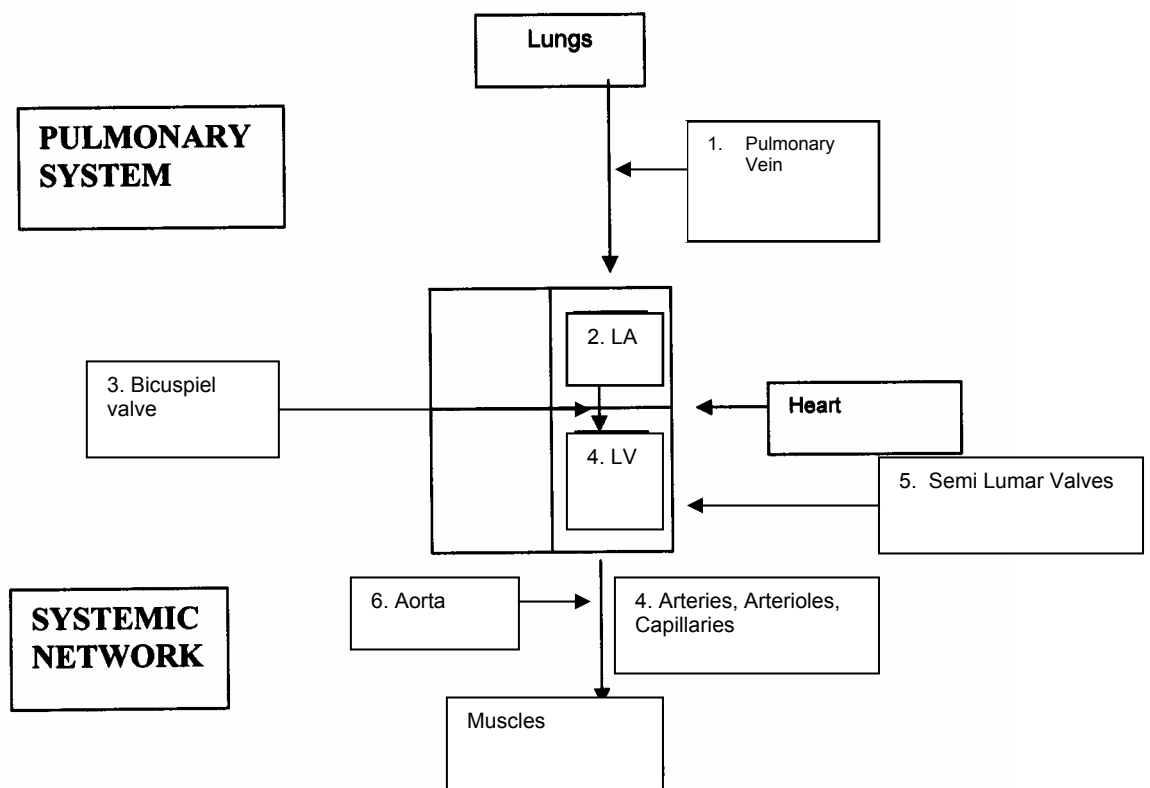 Lungs
PULMONARY
SYSTEM
1. Pulmonary
Vein
2. LA
3. Bicuspiel
valve
Heart
4. LV
5. Semi Lumar Valves
6. Aorta
4. Arteries, Arterioles,
Capillaries
SYSTEMIC
NETWORK
Muscles